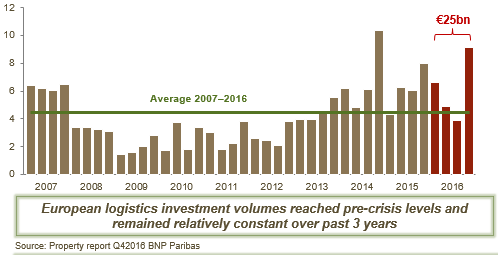 12
€25bn
10
8
6
Average 2007–2016
4
2
0
2007 2008 2009 2010 2011 2012 2013 2014 2015 2016
European logistics investment volumes reached pre-crisis levels and
remained relatively constant over past 3 years
Source: Property report Q42016 BNP Paribas